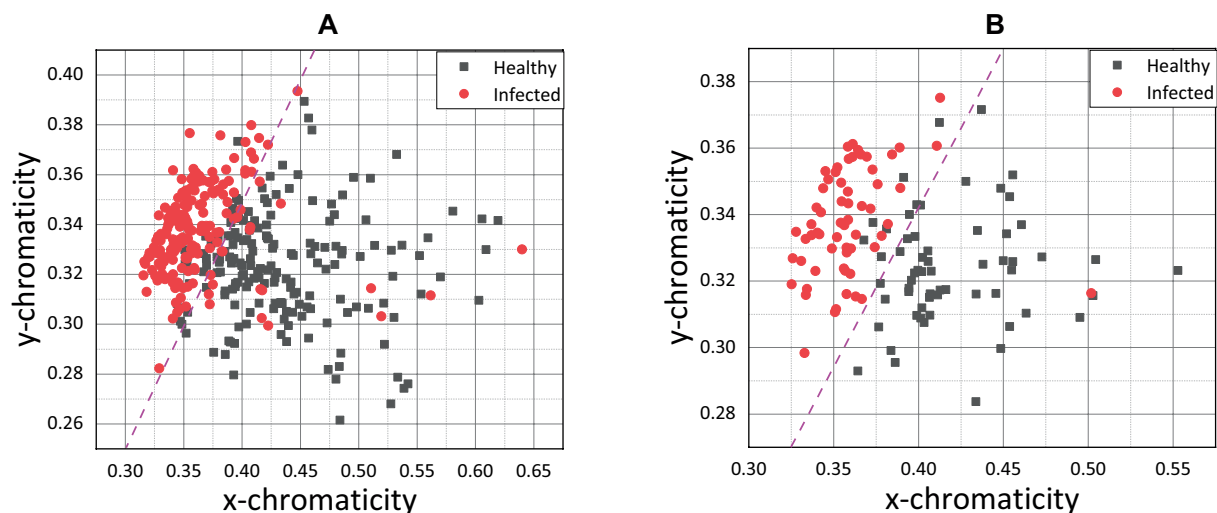 A
B
Healthy
Infected
Healthy
Infected
y-chromaticity
0.40
0.38
0.36
0.34
0.32
0.30
0.28
0.26
0.30 0.35 0.40 0.45 0.50 0.55 0.60 0.65
x-chromaticity
y-chromaticity
0.38
0.36
0.34
0.32
0.30
0.28
0.30 0.35 0.40 0.45 0.50 0.55
x-chromaticity